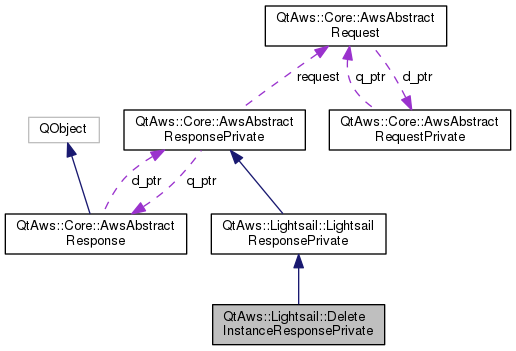 QtAws::Core::AwsAbstract
Request
request
q_ptr
d_ptr
QObject
QtAws::Core::AwsAbstract
ResponsePrivate
QtAws::Core::AwsAbstract
RequestPrivate
d_ptr
q_ptr
QtAws::Core::AwsAbstract
Response
QtAws::Lightsail::Lightsail
ResponsePrivate
QtAws::Lightsail::Delete
InstanceResponsePrivate